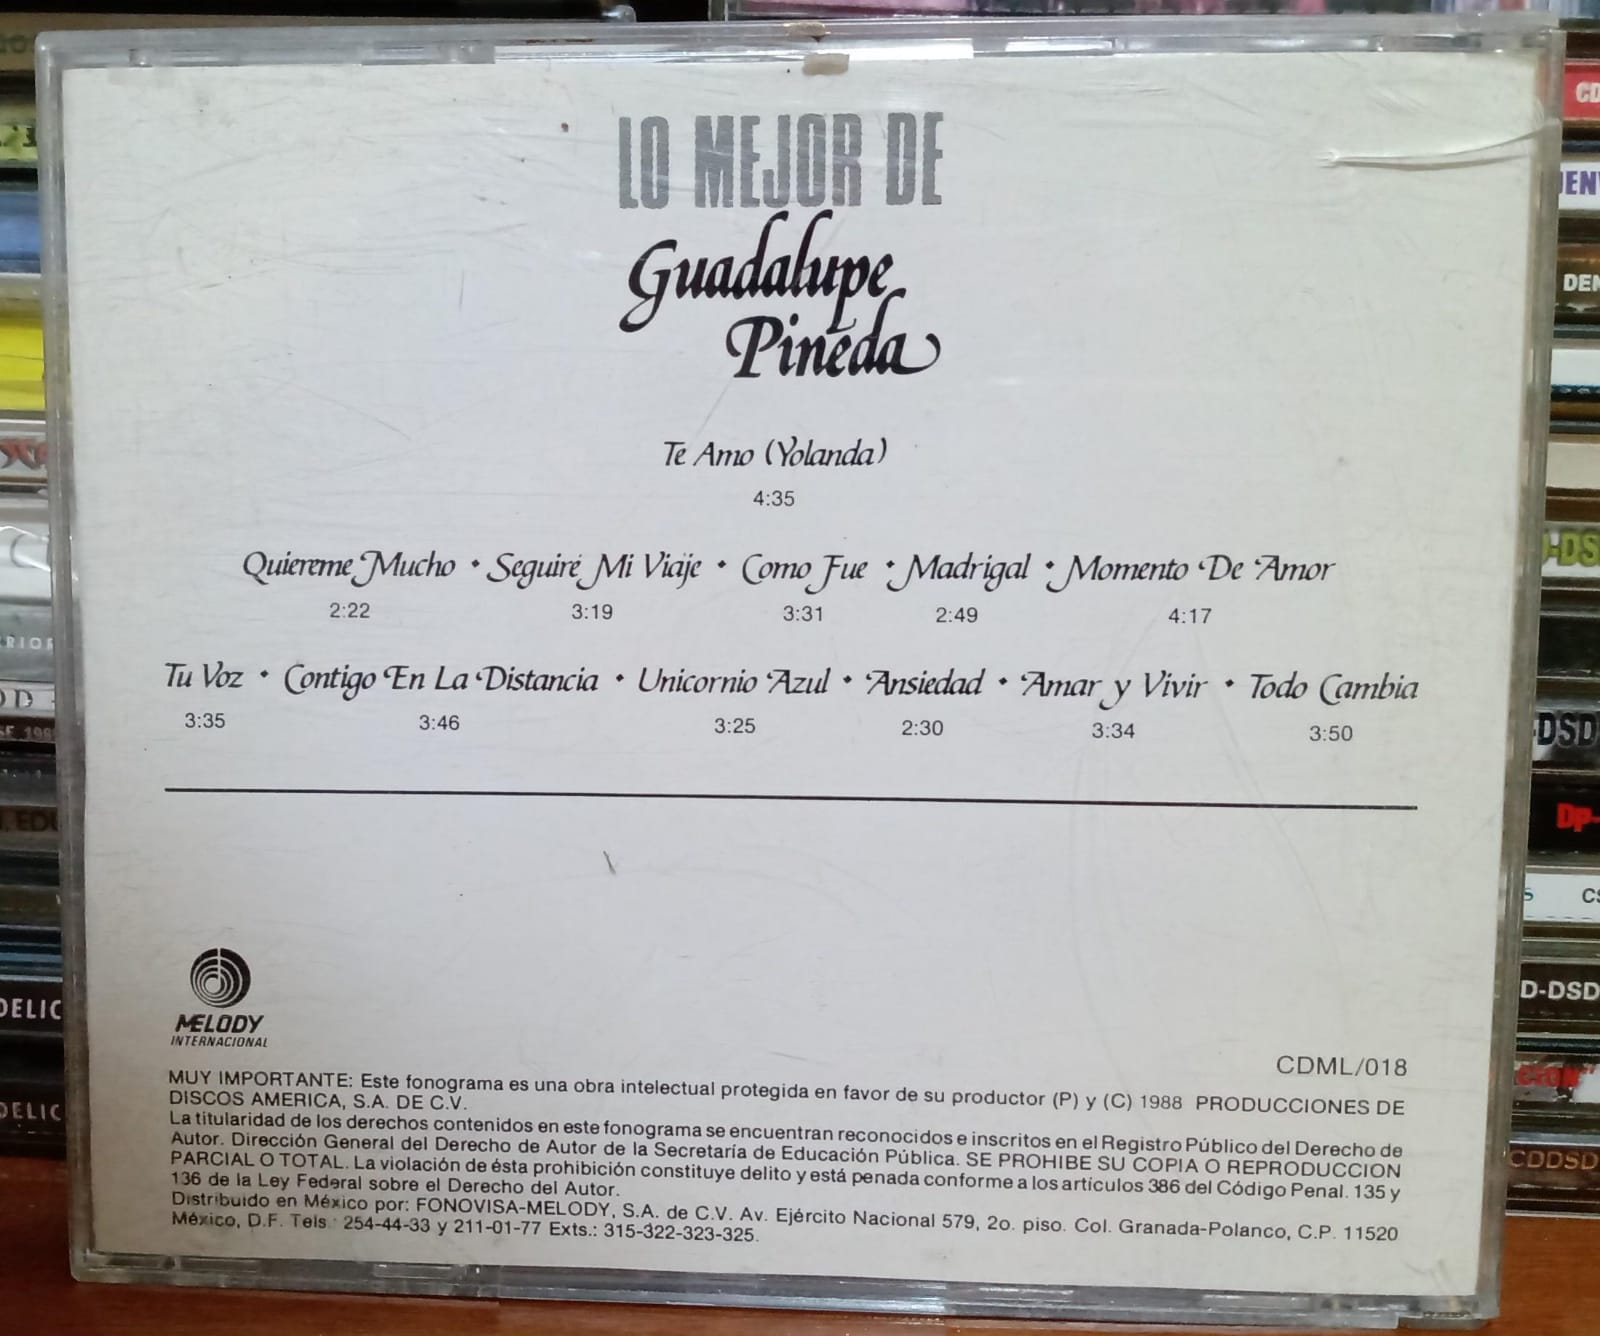 LO MEJOR DE
Guadalupe
Pineda
Te Amo (Yolanda)
4:35
Quiereme Mucho • Seguiré Mi Viaje • Como Fue • Madrigal • Momento De Amor
2:22 3:19 3:31 2:49 4:17
Tu Voz • Contigo En La Distancia • Unicornio Azul • Ansiedad • Amar y Vivir • Todo Cambia
3:35 3:46 3:25 2:30 3:34 3:50
MELODY
INTERNACIONAL
CDML/018
MUY IMPORTANTE: Este fonograma es una obra intelectual protegida en favor de su productor (P) y (C) 1988 PRODUCCIONES DE
DISCOS AMERICA, S.A. DE C.V.
La titularidad de los derechos contenidos en este fonograma se encuentran reconocidos e inscritos en el Registro Público del Derecho de
Autor. Dirección General del Derecho de Autor de la Secretaría de Educación Pública. SE PROHIBE SU COPIA O REPRODUCCION
PARCIAL O TOTAL. La violación de ésta prohibición constituye delito y está penada conforme a los artículos 386 del Código Penal. 135 y
136 de la Ley Federal sobre el Derecho del Autor.
Distribuido en México por: FONOVISA-MELODY, S.A. de C.V. Av. Ejército Nacional 579, 2o. piso. Col. Granada-Polanco, C.P. 11520
México, D.F. Tels. 254-44-33 y 211-01-77 Exts.: 315-322-323-325.
CD
DEN
-DSD
Dp-
D-DSD
CDDSD
DELIC
DELIC